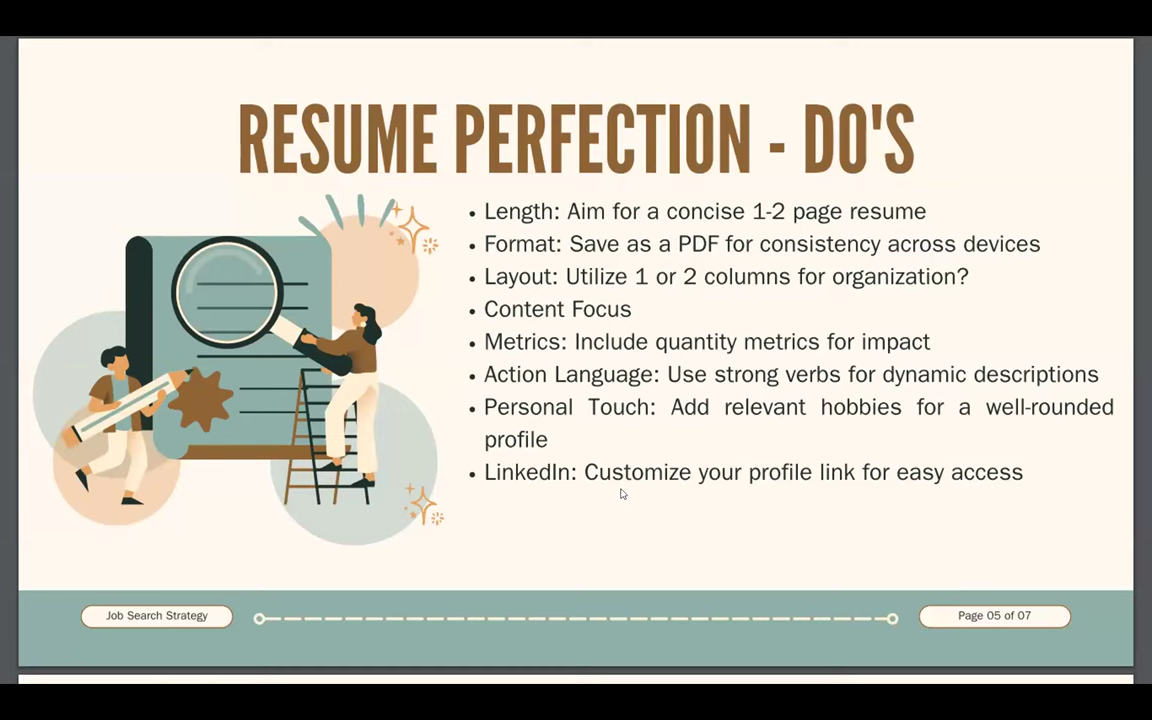 RESUME PERFECTION - DO'S
• Length: Aim for a concise 1-2 page resume
• Format: Save as a PDF for consistency across devices
• Layout: Utilize 1 or 2 columns for organization?
• Content Focus
• Metrics: Include quantity metrics for impact
• Action Language: Use strong verbs for dynamic descriptions
• Personal Touch: Add relevant hobbies for a well-rounded
profile
• LinkedIn: Customize your profile link for easy access
Job Search Strategy
Page 05 of 07